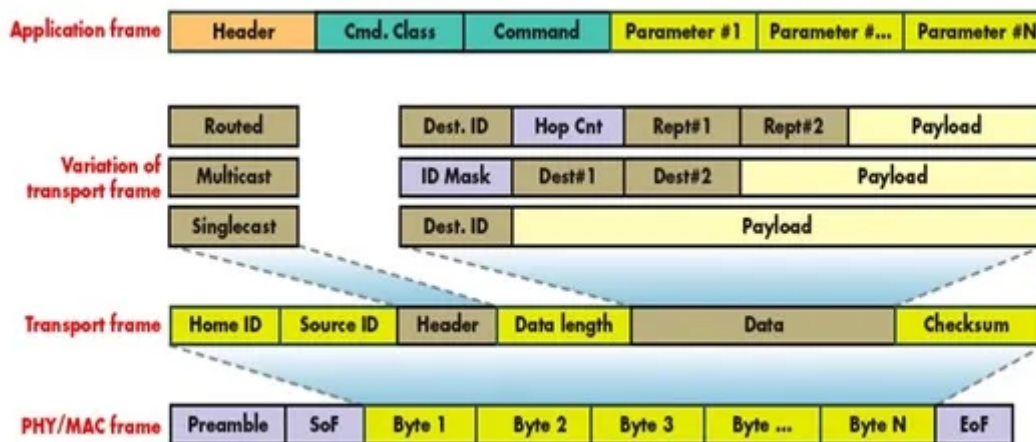 Application frame Header Cmd. Class Command Parameter #1 Parameter #... Parameter #N
Routed Dest. ID Hop Cnt Rept#1 Rept#2 Payload
Variation of transport frame Multicast ID Mask Dest#1 Dest#2 Payload
Singlecast Dest. ID Payload
Transport frame Home ID Source ID Header Data length Data Checksum
PHY/MAC frame Preamble SoF Byte 1 Byte 2 Byte 3 Byte ... Byte N EoF